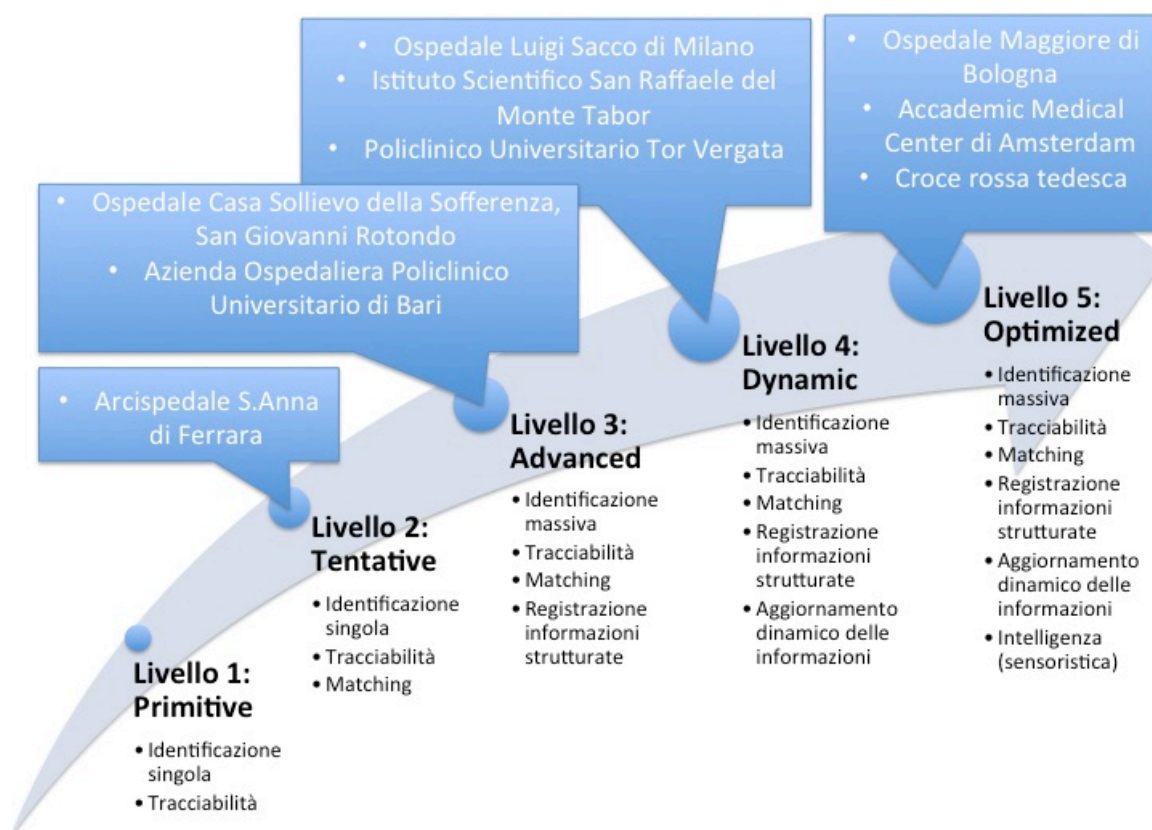 • Ospedale Luigi Sacco di Milano
• Istituto Scientifico San Raffaele del
Monte Tabor
• Policlinico Universitario Tor Vergata
• Ospedale Maggiore di
Bologna
• Accademic Medical
Center di Amsterdam
• Croce rossa tedesca
• Ospedale Casa Sollievo della Sofferenza,
San Giovanni Rotondo
• Azienda Ospedaliera Policlinico
Universitario di Bari
• Arcispedale S.Anna
di Ferrara
Livello 1:
Primitive
• Identificazione
singola
• Tracciabilità
Livello 2:
Tentative
• Identificazione
singola
• Tracciabilità
• Matching
Livello 3:
Advanced
• Identificazione
massiva
• Tracciabilità
• Matching
• Registrazione
informazioni
strutturate
Livello 4:
Dynamic
• Identificazione
massiva
• Tracciabilità
• Matching
• Registrazione
informazioni
strutturate
• Aggiornamento
dinamico delle
informazioni
Livello 5:
Optimized
• Identificazione
massiva
• Tracciabilità
• Matching
• Registrazione
informazioni
strutturate
• Aggiornamento
dinamico delle
informazioni
• Intelligenza
(sensoristica)